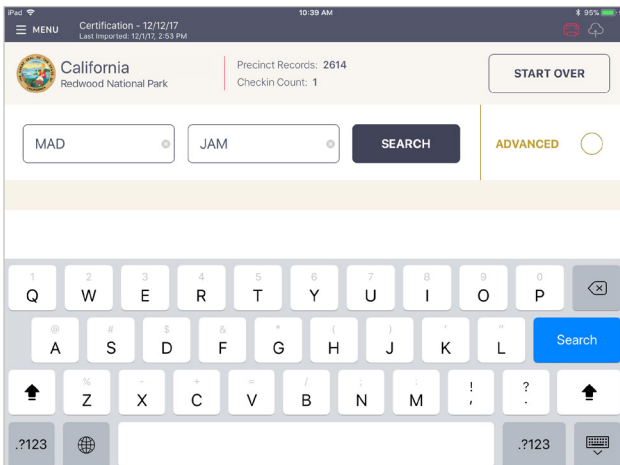 iPad 10:39 AM 95%
MENU Certification - 12/12/17
Last Imported: 12/1/17, 2:53 PM
California
Redwood National Park
Precinct Records: 2614
Checkin Count: 1
START OVER
MAD JAM SEARCH ADVANCED
1 2 3 4 5 6 7 8 9 0
Q W E R T Y U I O P
@ # $ & * ( ) ' "
A S D F G H J K L Search
% - + = / ; : ! ?
Z X C V B N M , .
.?123 .?123